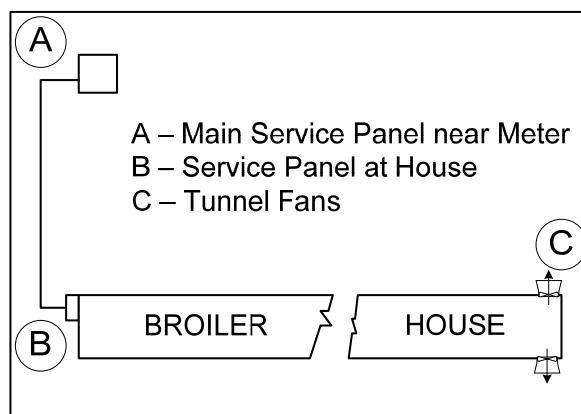 A
A – Main Service Panel near Meter
B – Service Panel at House
C – Tunnel Fans
C
B
BROILER HOUSE